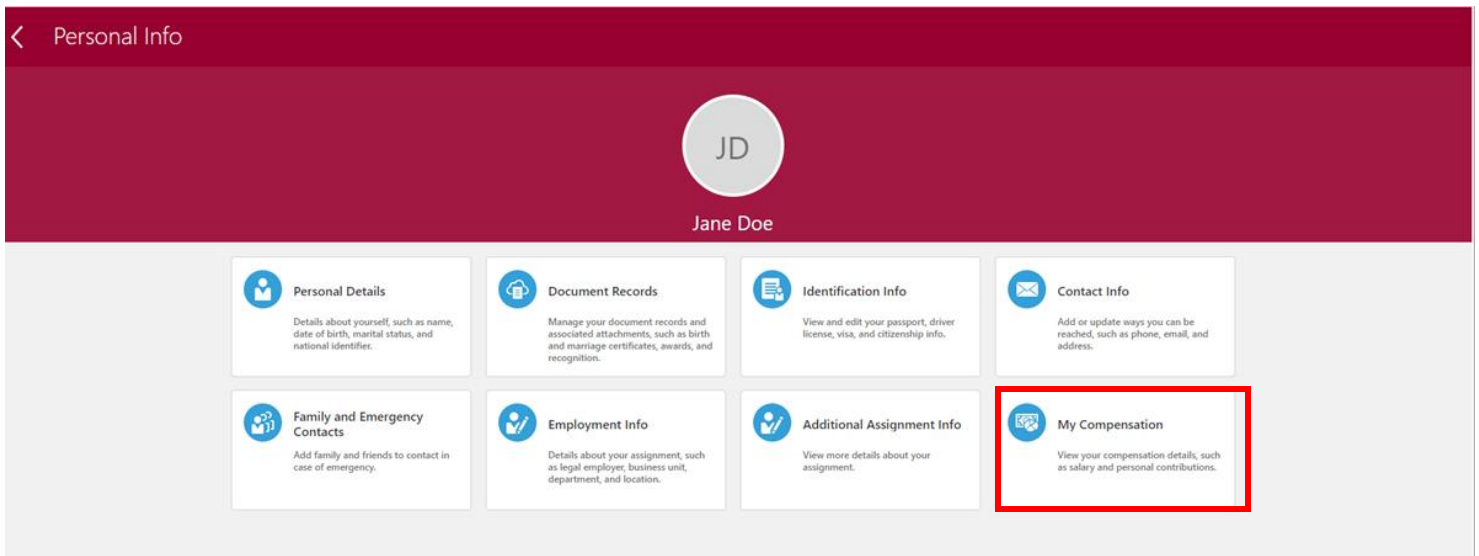 Personal Info
JD
Jane Doe
Personal Details
Details about yourself, such as name,
date of birth, marital status, and
national identifier.
Document Records
Manage your document records and
associated attachments, such as birth
and marriage certificates, awards, and
recognition.
Identification Info
View and edit your passport, driver
license, visa, and citizenship info.
Contact Info
Add or update ways you can be
reached, such as phone, email, and
address.
Family and Emergency
Contacts
Add family and friends to contact in
case of emergency.
Employment Info
Details about your assignment, such
as legal employer, business unit,
department, and location.
Additional Assignment Info
View more details about your
assignment.
My Compensation
View your compensation details, such
as salary and personal contributions.